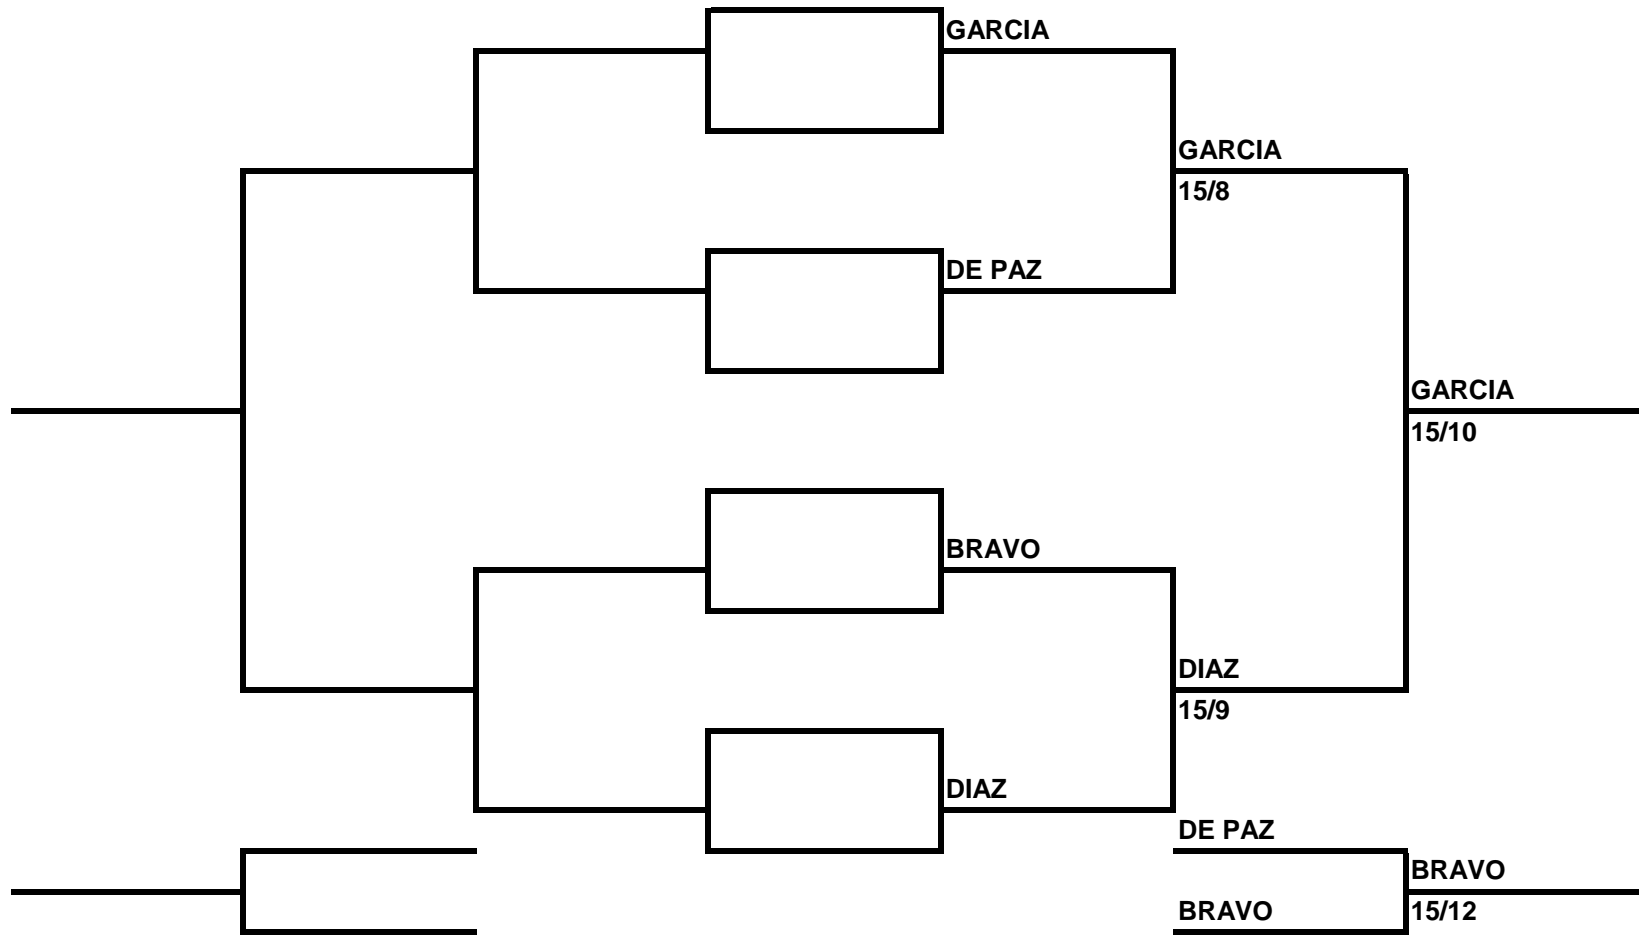 GARCIA
GARCIA
15/8
DE PAZ
GARCIA
15/10
BRAVO
DIAZ
15/9
DIAZ
DE PAZ
BRAVO
BRAVO
15/12